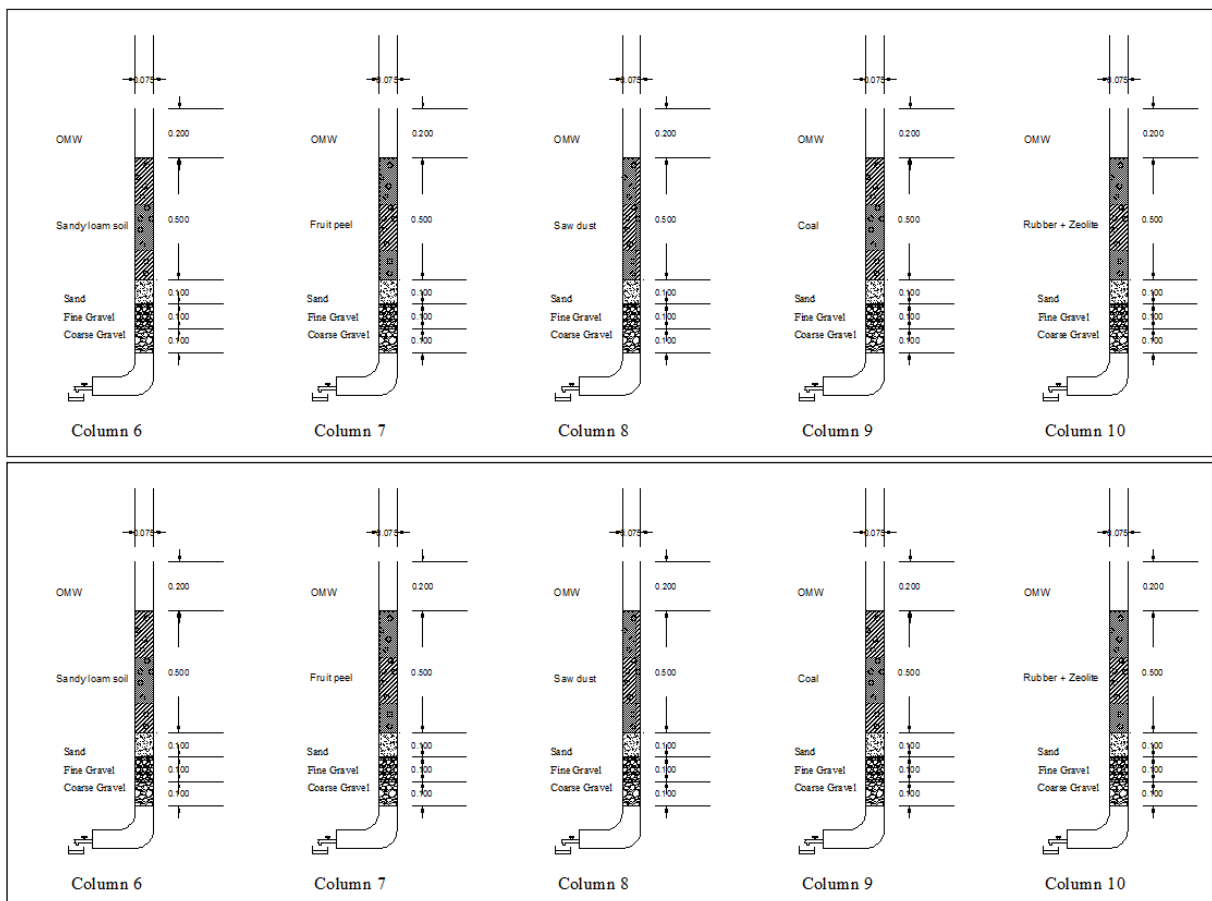 0.075 0.075 0.075 0.075 0.075
OMW 0.200 OMW 0.200 OMW 0.200 OMW 0.200 OMW 0.200
Sandy loam soil 0.500 Fruit peel 0.500 Saw dust 0.500 Coal 0.500 Rubber + Zeolite 0.500
Sand 0.100 Sand 0.100 Sand 0.100 Sand 0.100 Sand 0.100
Fine Gravel 0.100 Fine Gravel 0.100 Fine Gravel 0.100 Fine Gravel 0.100 Fine Gravel 0.100
Coarse Gravel 0.100 Coarse Gravel 0.100 Coarse Gravel 0.100 Coarse Gravel 0.100 Coarse Gravel 0.100
Column 6 Column 7 Column 8 Column 9 Column 10
0.075 0.075 0.075 0.075 0.075
OMW 0.200 OMW 0.200 OMW 0.200 OMW 0.200 OMW 0.200
Sandy loam soil 0.500 Fruit peel 0.500 Saw dust 0.500 Coal 0.500 Rubber + Zeolite 0.500
Sand 0.100 Sand 0.100 Sand 0.100 Sand 0.100 Sand 0.100
Fine Gravel 0.100 Fine Gravel 0.100 Fine Gravel 0.100 Fine Gravel 0.100 Fine Gravel 0.100
Coarse Gravel 0.100 Coarse Gravel 0.100 Coarse Gravel 0.100 Coarse Gravel 0.100 Coarse Gravel 0.100
Column 6 Column 7 Column 8 Column 9 Column 10